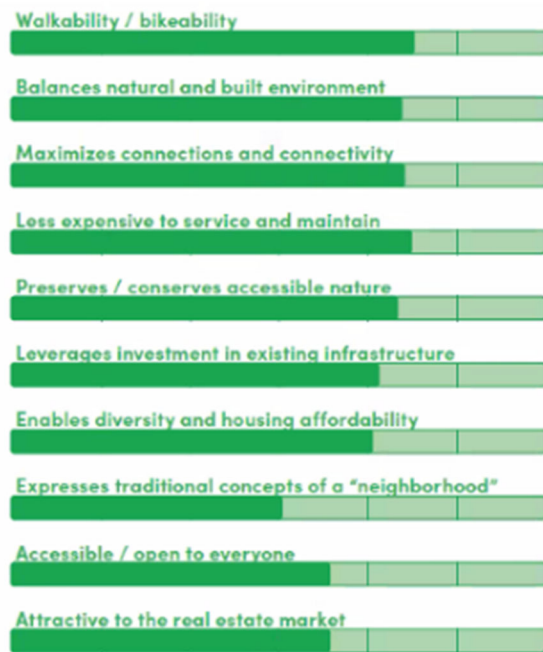 Walkability / bikeability
Balances natural and built environment
Maximizes connections and connectivity
Less expensive to service and maintain
Preserves / conserves accessible nature
Leverages investment in existing infrastructure
Enables diversity and housing affordability
Expresses traditional concepts of a “neighborhood”
Accessible / open to everyone
Attractive to the real estate market